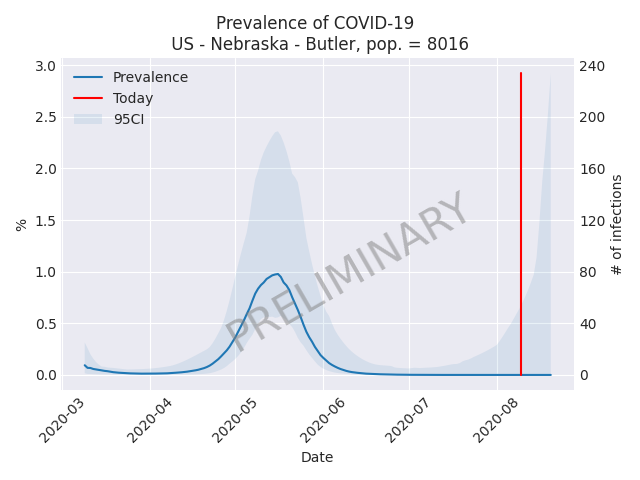 Prevalence of COVID-19
US - Nebraska - Butler, pop. = 8016
Prevalence
Today
95CI
3.0
2.5
2.0
1.5
1.0
0.5
0.0
%
240
200
160
120
80
40
0
# of infections
PRELIMINARY
2020-03
2020-04
2020-05
2020-06
2020-07
2020-08
Date